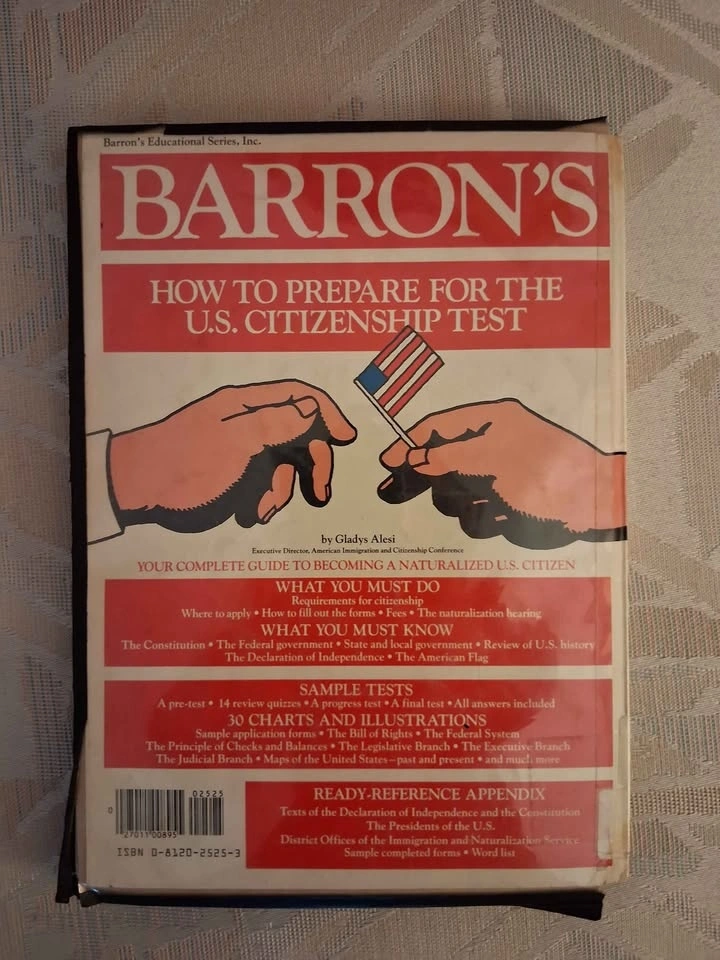 Barron's Educational Series, Inc.
BARRON'S
HOW TO PREPARE FOR THE
U.S. CITIZENSHIP TEST
by Gladys Alesi
Executive Director, American Immigration and Citizenship Conference
YOUR COMPLETE GUIDE TO BECOMING A NATURALIZED U.S. CITIZEN
WHAT YOU MUST DO
Requirements for citizenship
Where to apply • How to fill out the forms • Fees • The naturalization hearing
WHAT YOU MUST KNOW
The Constitution • The Federal government • State and local government • Review of U.S. history
The Declaration of Independence • The American Flag
SAMPLE TESTS
A pre-test • 14 review quizzes • A progress test • A final test • All answers included
30 CHARTS AND ILLUSTRATIONS
Sample application forms • The Bill of Rights • The Federal System
The Principle of Checks and Balances • The Legislative Branch • The Executive Branch
The Judicial Branch • Maps of the United States—past and present • and much more
READY-REFERENCE APPENDIX
Texts of the Declaration of Independence and the Constitution
The Presidents of the U.S.
District Offices of the Immigration and Naturalization Service
Sample completed forms • Word list
02525
0
27011 00895
ISBN 0-8120-2525-3